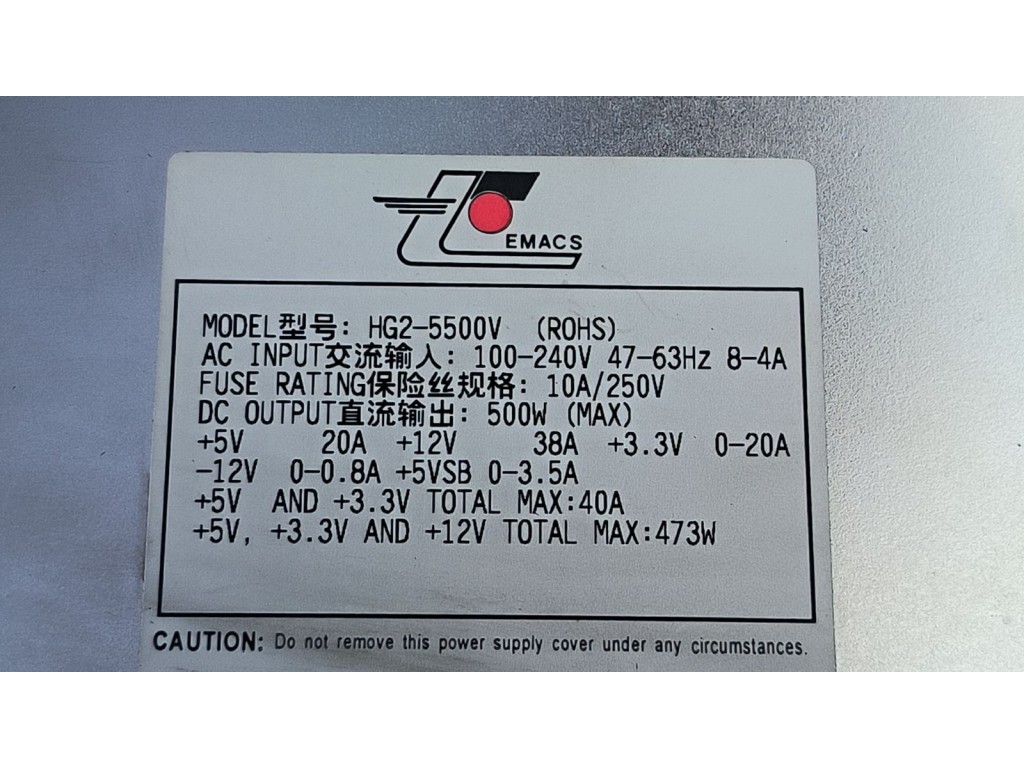 EMACS
MODEL型号: HG2-5500V (ROHS)
AC INPUT交流输入: 100-240V 47-63Hz 8-4A
FUSE RATING保险丝规格: 10A/250V
DC OUTPUT直流输出: 500W (MAX)
+5V 20A +12V 38A +3.3V 0-20A
-12V 0-0.8A +5VSB 0-3.5A
+5V AND +3.3V TOTAL MAX:40A
+5V, +3.3V AND +12V TOTAL MAX:473W
CAUTION: Do not remove this power supply cover under any circumstances.